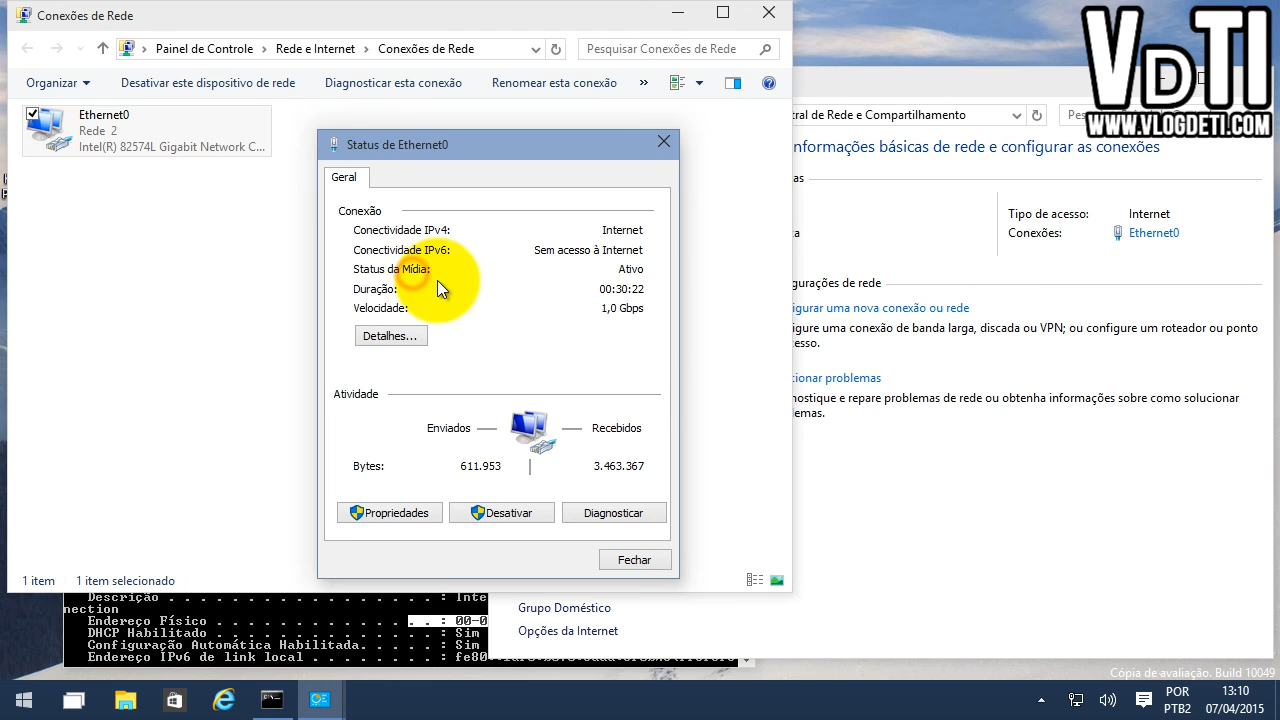 Conexões de Rede
Painel de Controle > Rede e Internet > Conexões de Rede
Pesquisar Conexões de Rede
Organizar
Desativar este dispositivo de rede
Diagnosticar esta conexão
Renomear esta conexão
»
Ethernet0
Rede 2
Intel(R) 82574L Gigabit Network C...
Status de Ethernet0
Geral
Conexão
Conectividade IPv4: Internet
Conectividade IPv6: Sem acesso à Internet
Status da Mídia: Ativo
Duração: 00:30:22
Velocidade: 1,0 Gbps
Detalhes...
Atividade
Enviados — — Recebidos
Bytes: 611.953 | 3.463.367
Propriedades
Desativar
Diagnosticar
Fechar
1 item 1 item selecionado
VDTI
WWW.VLOGDETI.COM
tral de Rede e Compartilhamento
nformações básicas de rede e configurar as conexões
as
Tipo de acesso: Internet
Conexões: Ethernet0
a
gurações de rede
igurar uma nova conexão ou rede
igure uma conexão de banda larga, discada ou VPN; ou configure um roteador ou ponto
cesso.
cionar problemas
nostique e repare problemas de rede ou obtenha informações sobre como solucionar
emas.
Grupo Doméstico
Opções da Internet
Descrição . . . . . . . . . . . . . . : Inte
nection
Endereço Físico . . . . . . . . . . . : 00-0
DHCP Habilitado . . . . . . . . . . . : Sim
Configuração Automática Habilitada. . . . . : Sim
Endereço IPv6 de link local . . . . . . . :
Cópia de avaliação. Build 10049
POR
PTB2
13:10
07/04/2015